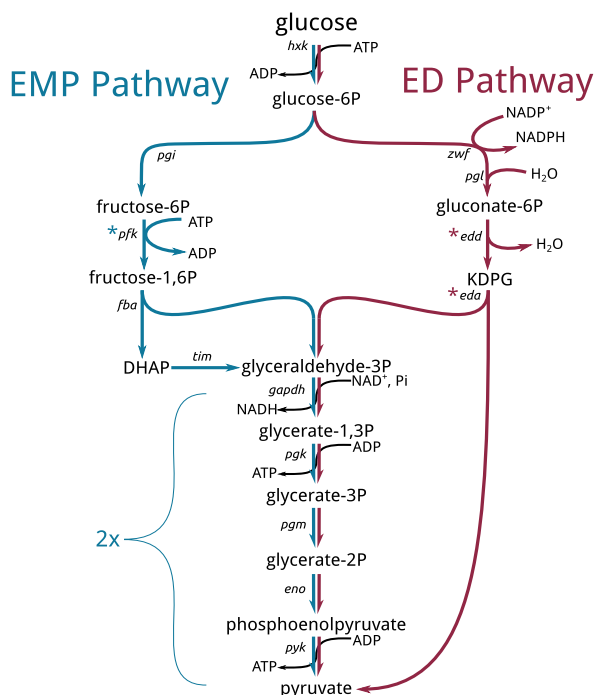 glucose
hxk
ATP
ADP
EMP Pathway
ED Pathway
glucose-6P
NADP⁺
NADPH
pgi
zwf
pgl
H₂O
fructose-6P
gluconate-6P
ATP
*pfk
*edd
H₂O
ADP
fructose-1,6P
KDPG
fba
*eda
DHAP
tim
glyceraldehyde-3P
gapdh
NAD⁺, Pi
NADH
glycerate-1,3P
pgk
ADP
ATP
glycerate-3P
pgm
2x
glycerate-2P
eno
phosphoenolpyruvate
pyk
ADP
ATP
pyruvate